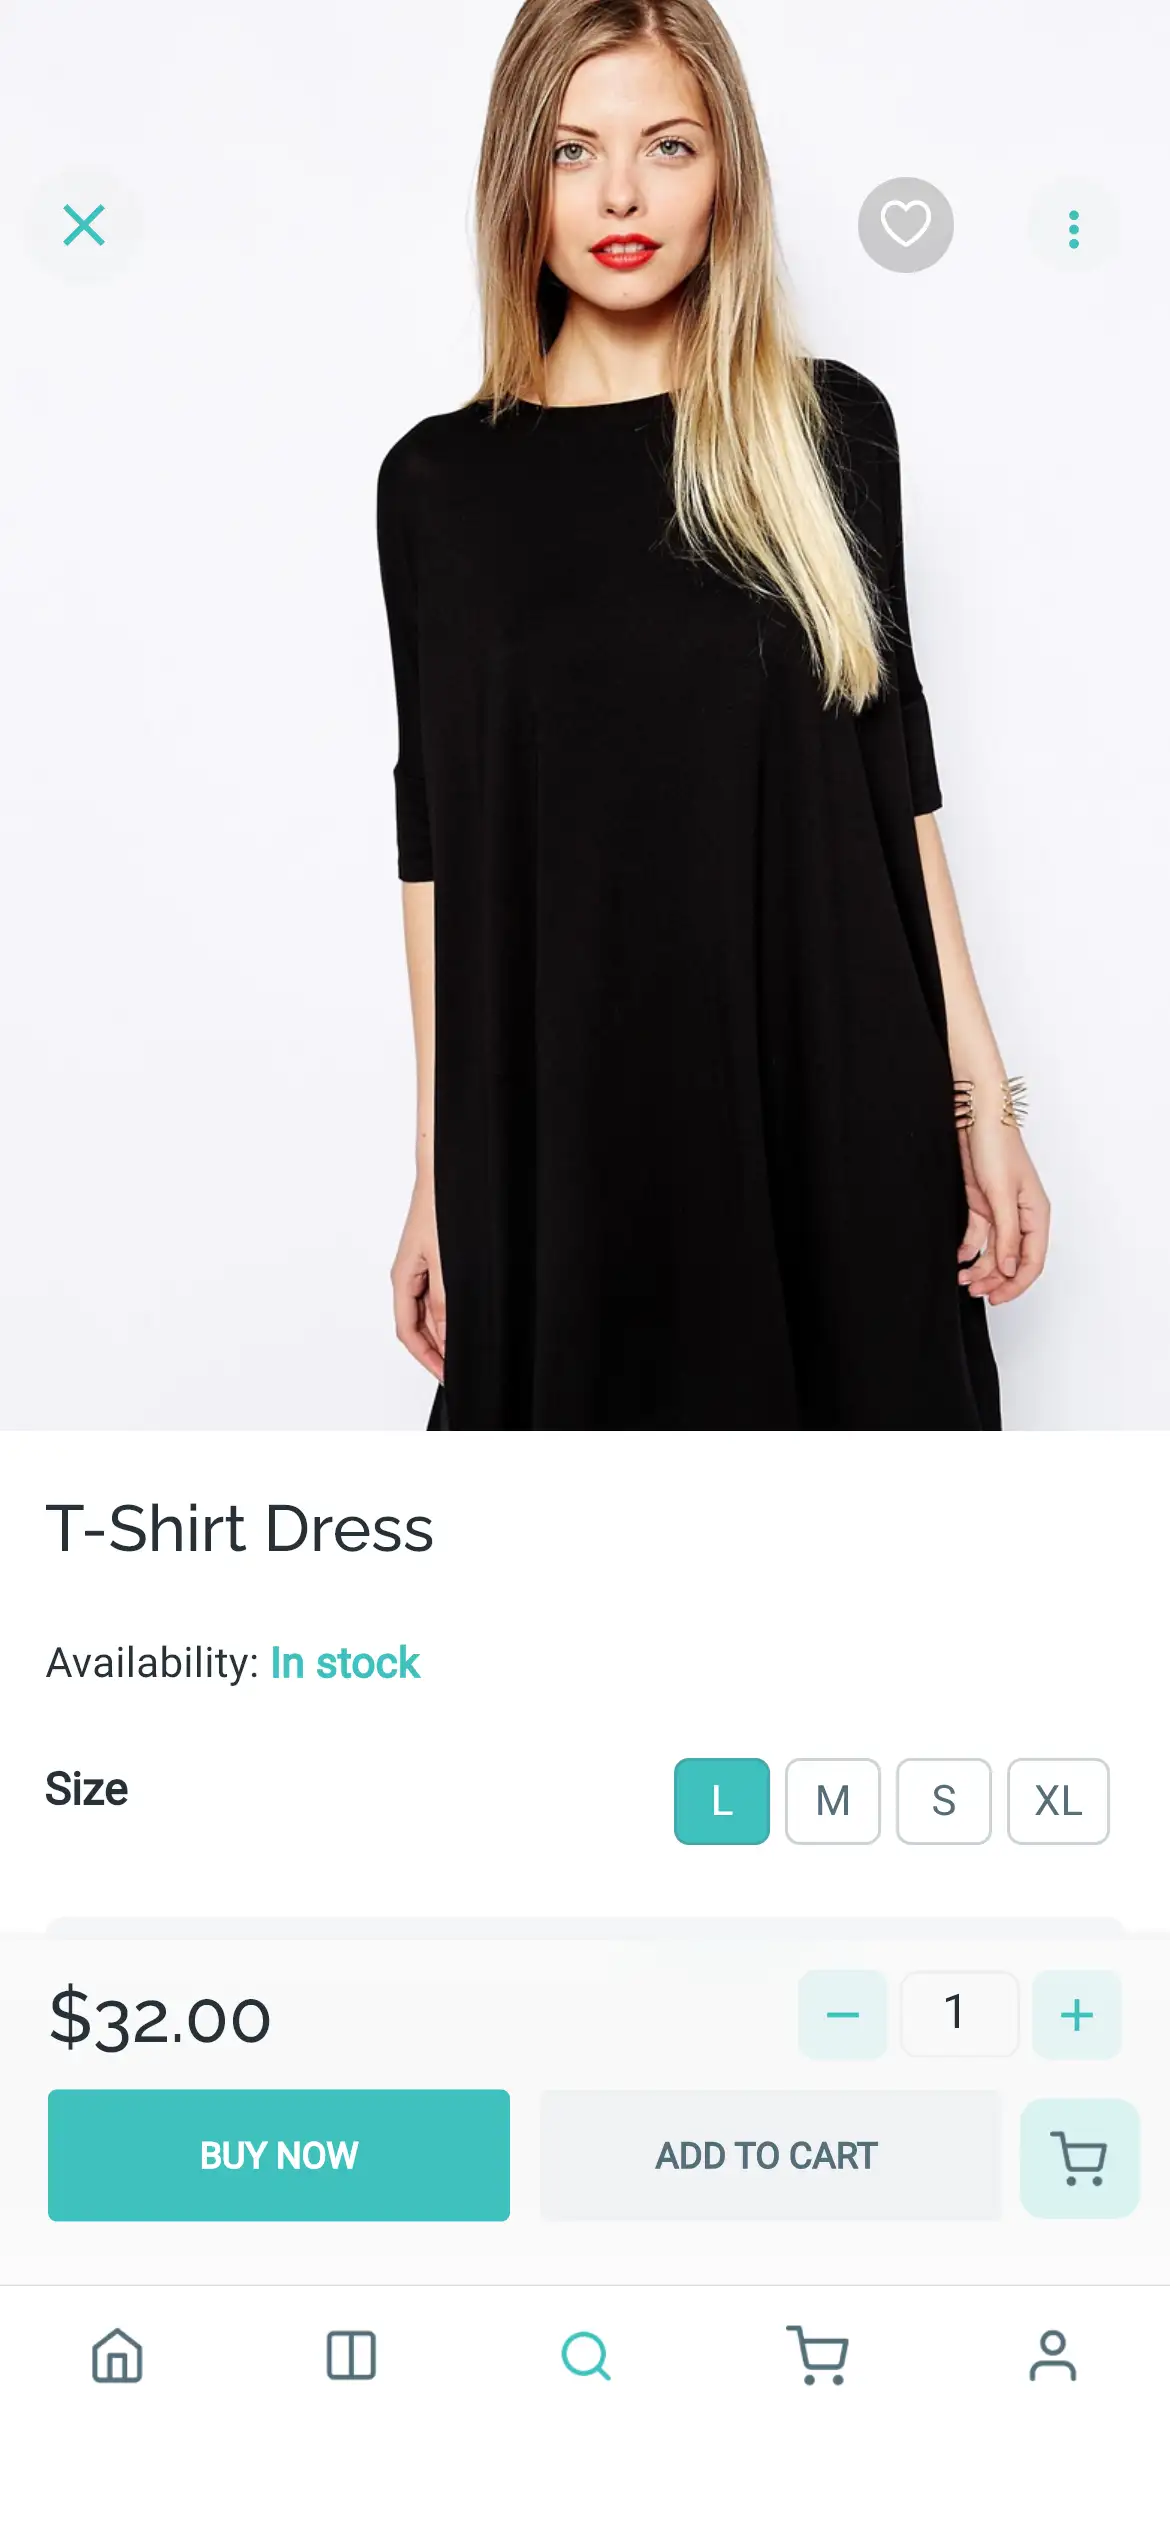 T-Shirt Dress
Availability: In stock
Size L M S XL
$32.00 1
BUY NOW ADD TO CART